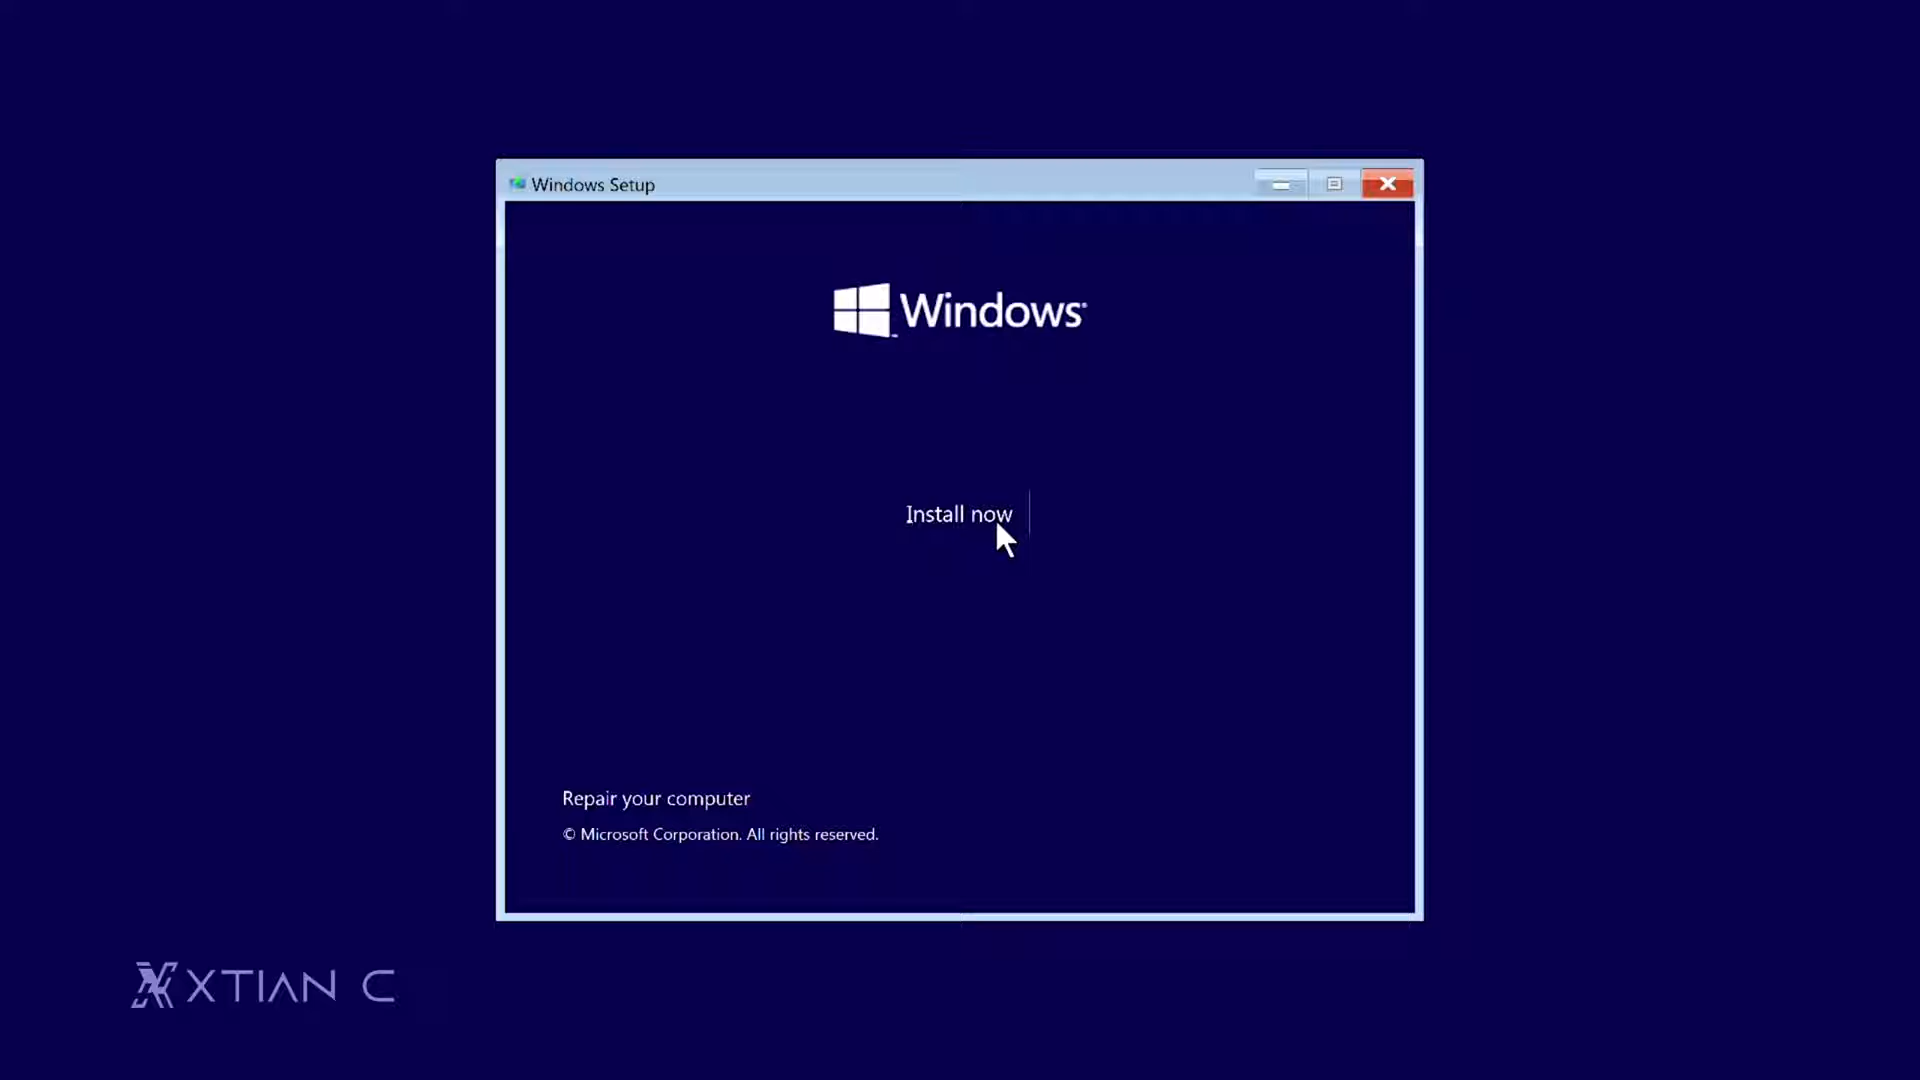 Windows Setup
Windows
Install now
Repair your computer
© Microsoft Corporation. All rights reserved.
XTIAN C